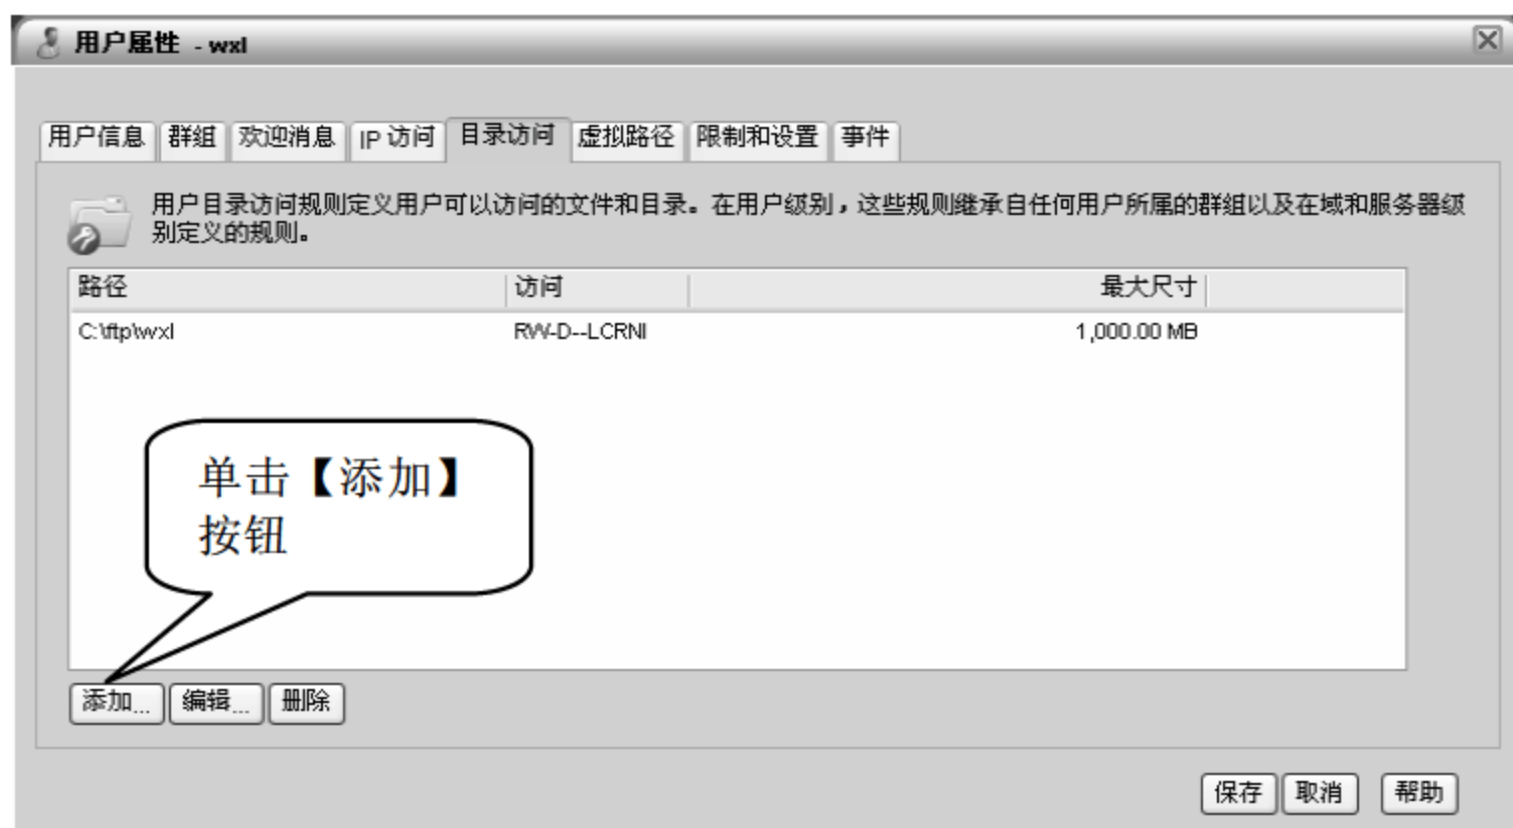 用户属性 - wxl
用户信息 群组 欢迎消息 IP 访问 目录访问 虚拟路径 限制和设置 事件
用户目录访问规则定义用户可以访问的文件和目录。在用户级别，这些规则继承自任何用户所属的群组以及在域和服务器级
别定义的规则。
路径 访问 最大尺寸
C:\ftp\wxl RW-D--LCRNI 1,000.00 MB
单击【添加】
按钮
添加... 编辑... 删除
保存 取消 帮助